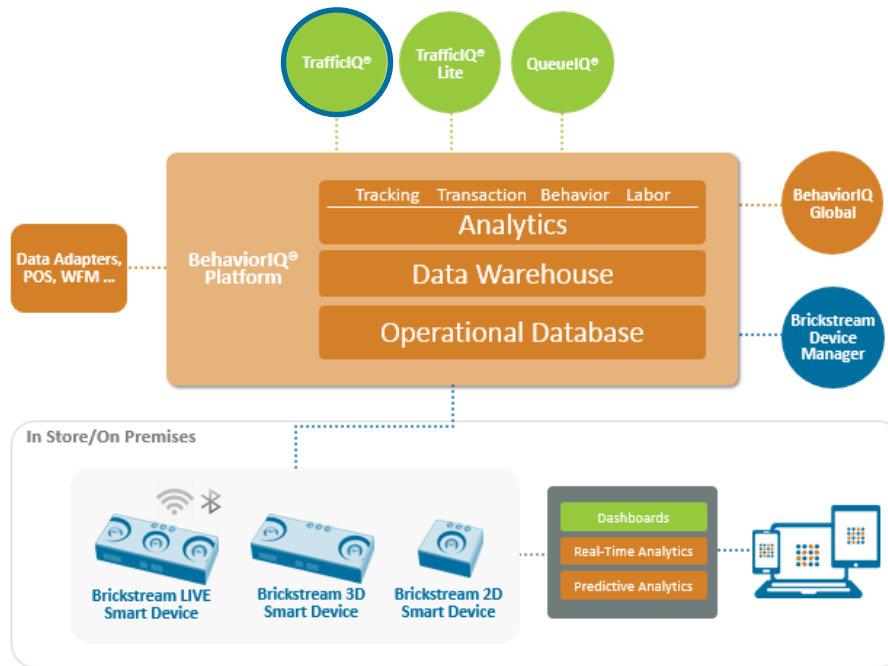 TrafficIQ®
TrafficIQ®
Lite
QueueIQ®
Tracking Transaction Behavior Labor
Analytics
BehaviorIQ
Global
Data Adapters,
POS, WFM ...
BehaviorIQ®
Platform
Data Warehouse
Operational Database
Brickstream
Device
Manager
In Store/On Premises
Dashboards
Real-Time Analytics
Predictive Analytics
Brickstream LIVE
Smart Device
Brickstream 3D
Smart Device
Brickstream 2D
Smart Device